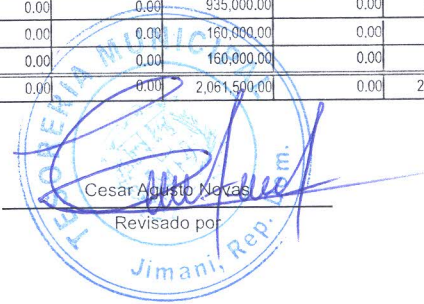 0.00 0.00 935,000.00 0.00
0.00 0.00 160,000.00 0.00
0.00 0.00 160,000.00 0.00
0.00 0.00 2,061,500.00 0.00 2
TESORERIA MUNICIPAL
Cesar Agusto Novas
Revisado por
Jimani, Rep. Dom.